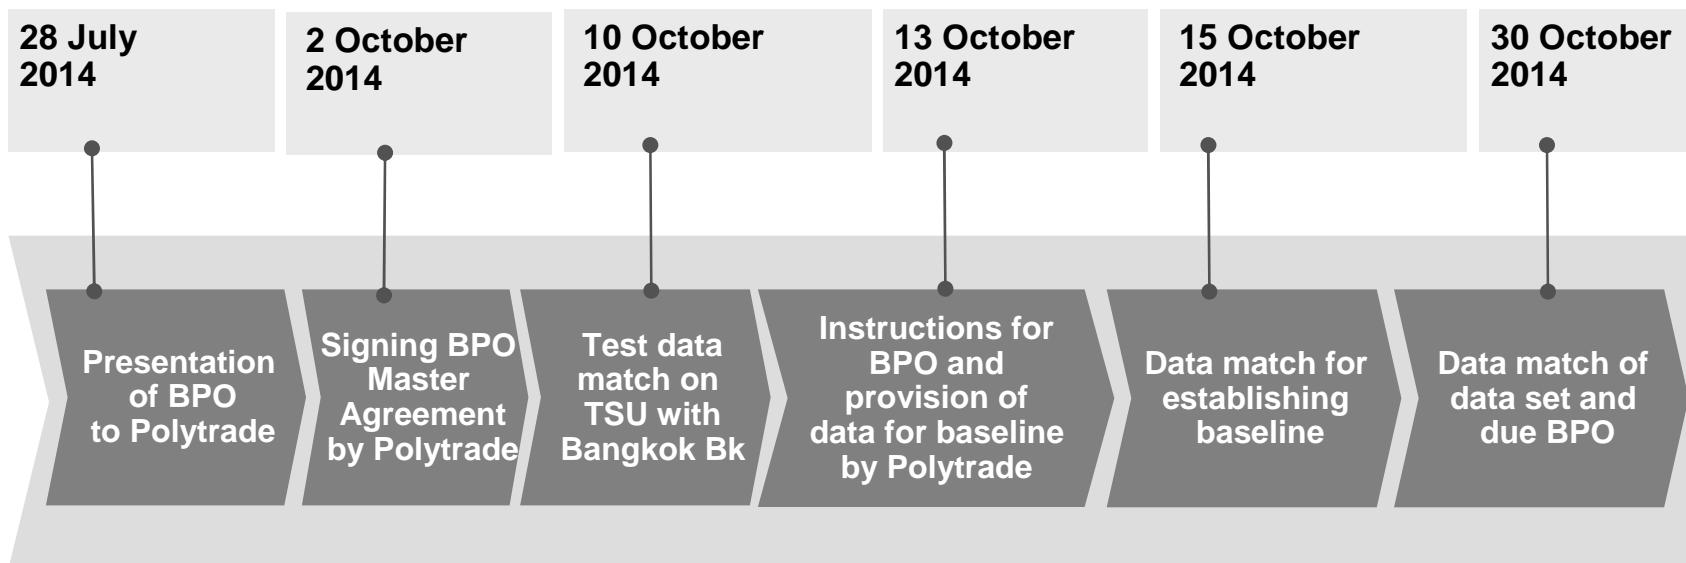 28 July
2014
2 October
2014
10 October
2014
13 October
2014
15 October
2014
30 October
2014
Presentation
of BPO
to Polytrade
Signing BPO
Master
Agreement
by Polytrade
Test data
match on
TSU with
Bangkok Bk
Instructions for
BPO and
provision of
data for baseline
by Polytrade
Data match for
establishing
baseline
Data match of
data set and
due BPO